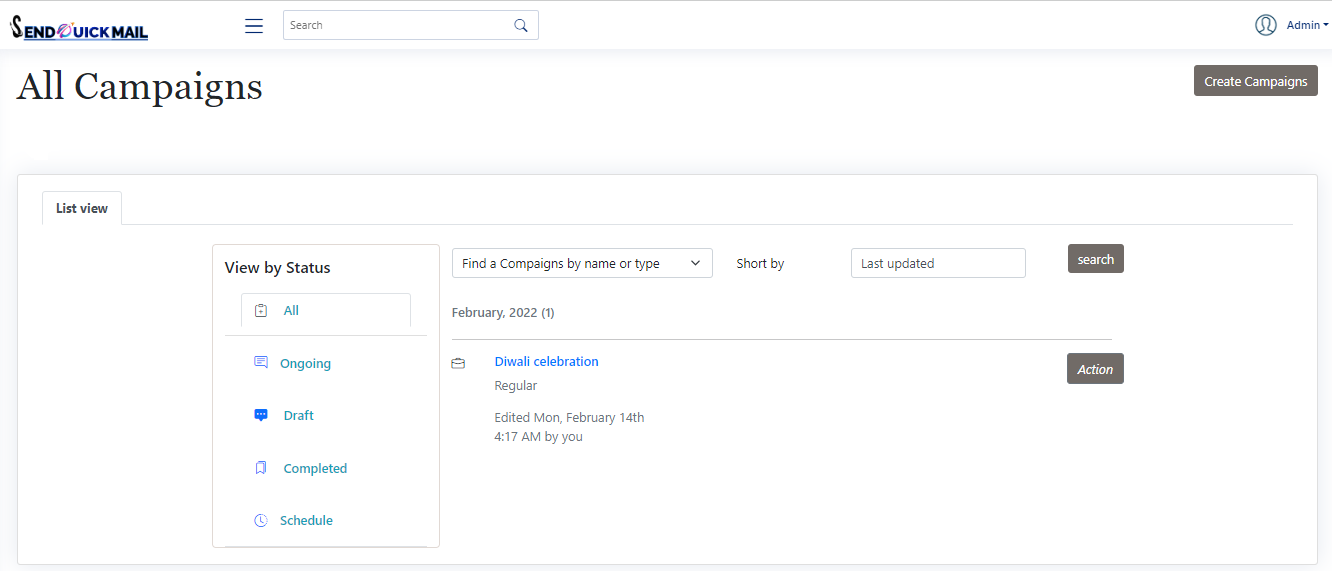 SENDQUICKMAIL
Search
Admin
All Campaigns
Create Campaigns
List view
View by Status
All
Ongoing
Draft
Completed
Schedule
Find a Compaigns by name or type
Short by
Last updated
search
February, 2022 (1)
Diwali celebration
Action
Regular
Edited Mon, February 14th
4:17 AM by you